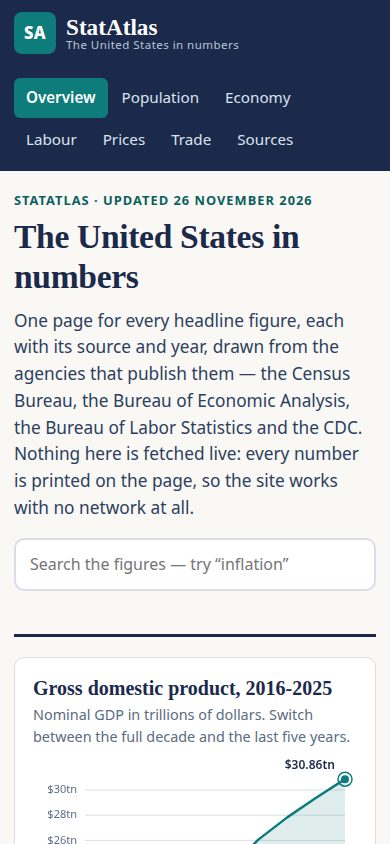 SA
StatAtlas
The United States in numbers
Overview Population Economy
Labour Prices Trade Sources
STATATLAS · UPDATED 26 NOVEMBER 2026
The United States in
numbers
One page for every headline figure, each
with its source and year, drawn from the
agencies that publish them — the Census
Bureau, the Bureau of Economic Analysis,
the Bureau of Labor Statistics and the CDC.
Nothing here is fetched live: every number
is printed on the page, so the site works
with no network at all.
Search the figures — try “inflation”
Gross domestic product, 2016-2025
Nominal GDP in trillions of dollars. Switch
between the full decade and the last five years.
$30.86tn
$30tn
$28tn
$26tn